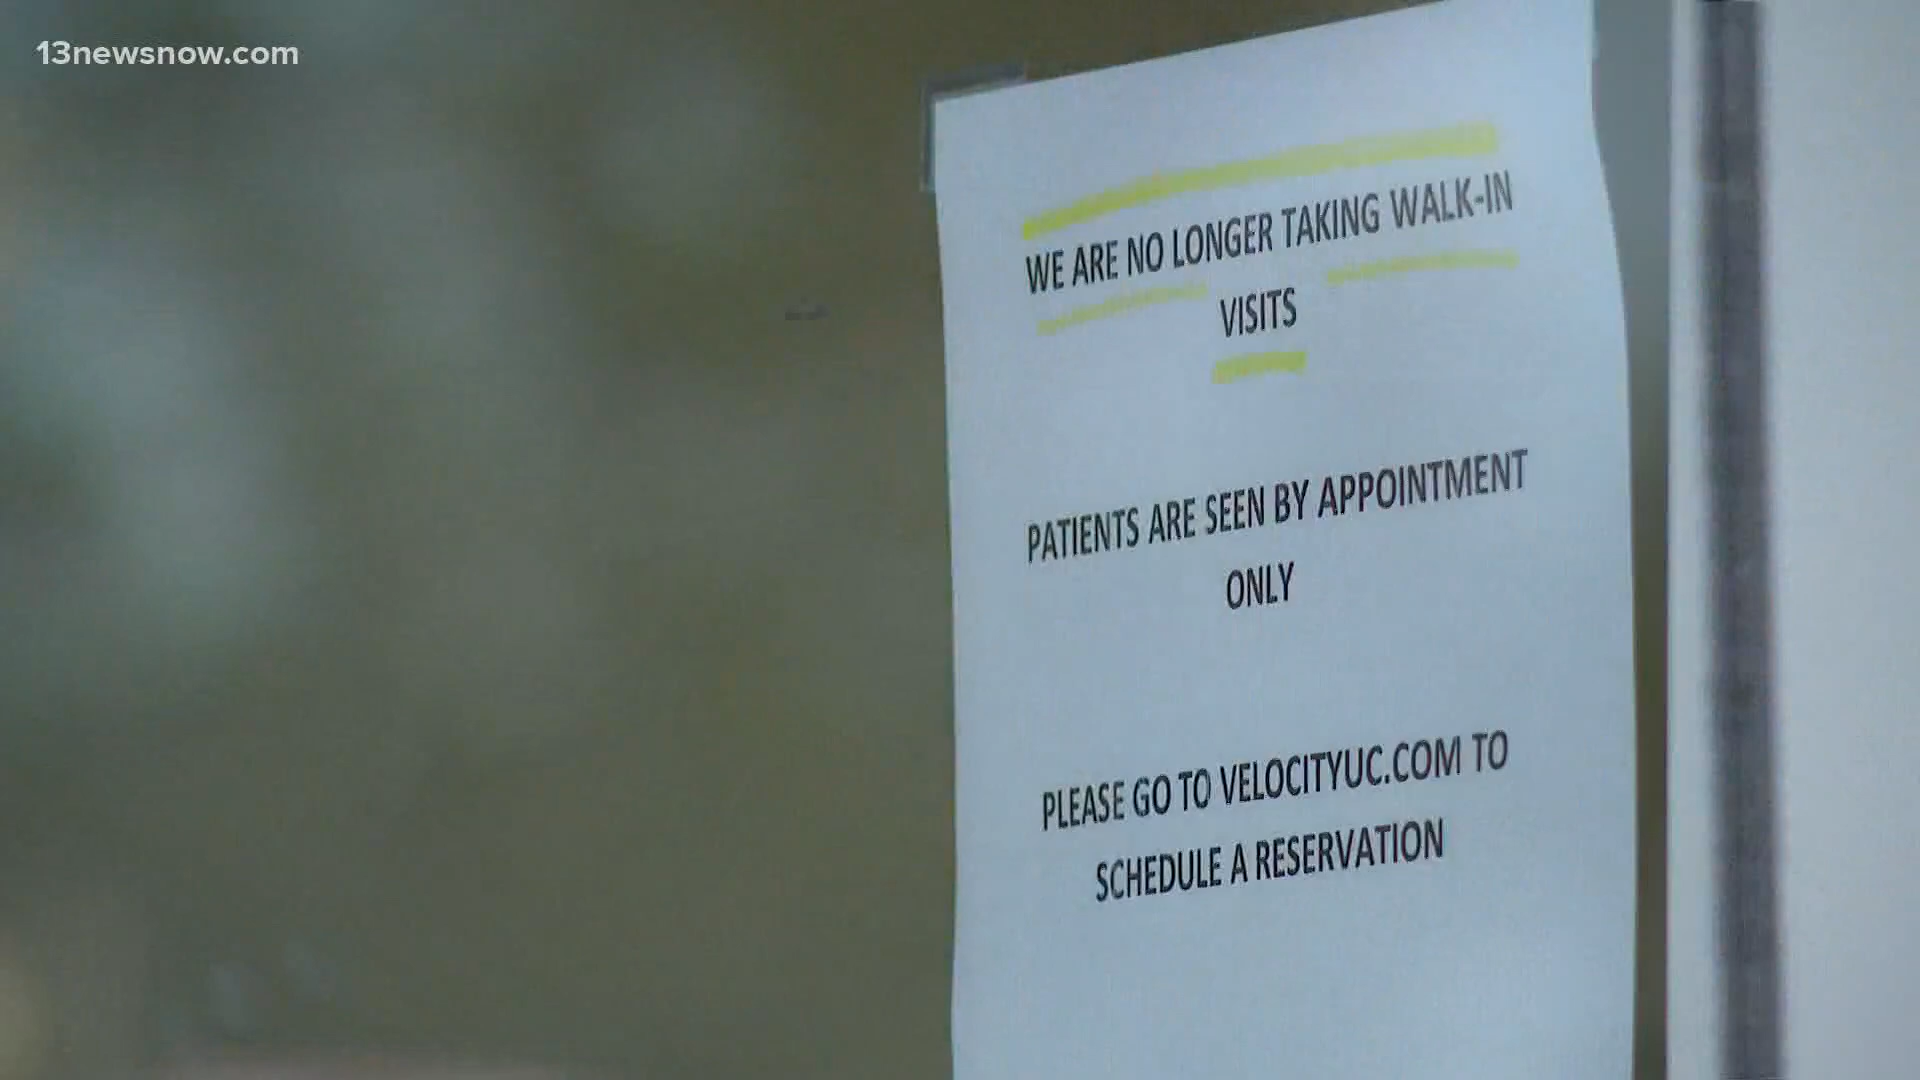 13newsnow.com
WE ARE NO LONGER TAKING WALK-IN
VISITS
PATIENTS ARE SEEN BY APPOINTMENT
ONLY
PLEASE GO TO VELOCITYUC.COM TO
SCHEDULE A RESERVATION